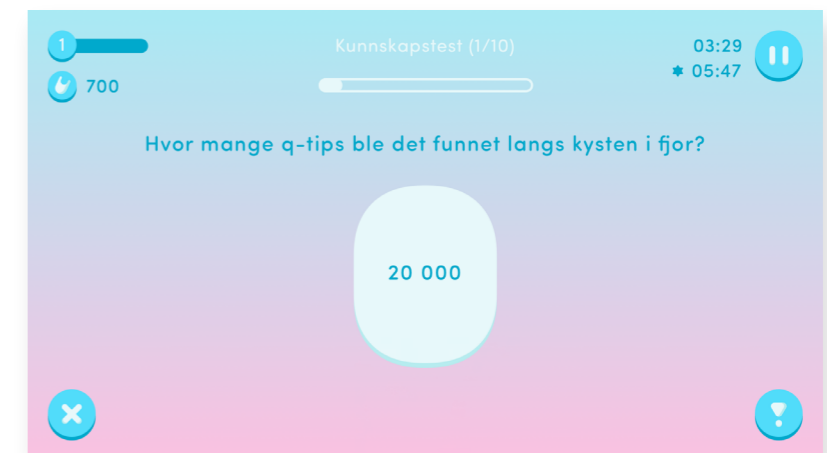 1
Kunnskapstest (1/10)
03:29
700
05:47
Hvor mange q-tips ble det funnet langs kysten i fjor?
20 000